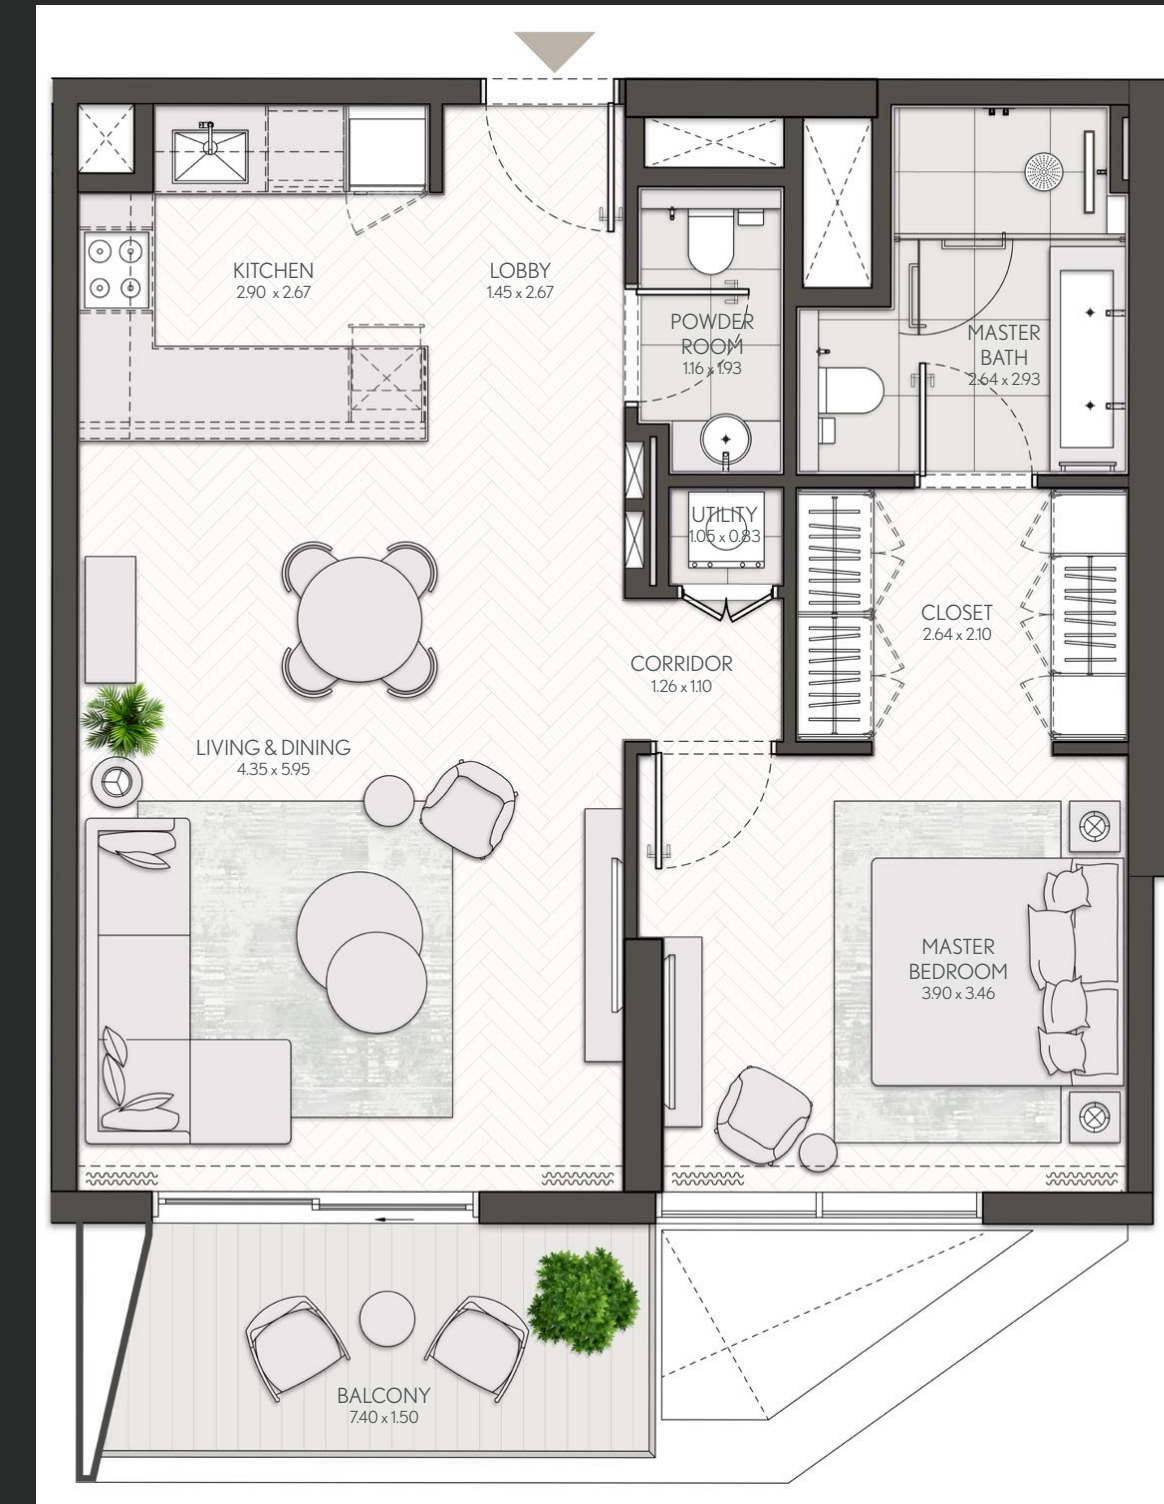 KITCHEN
2.90 x 2.67
LOBBY
1.45 x 2.67
POWDER
ROOM
1.16 x 1.93
MASTER
BATH
2.64 x 2.93
UTILITY
1.05 x 0.83
CLOSET
2.64 x 2.10
CORRIDOR
1.26 x 1.10
LIVING & DINING
4.35 x 5.95
MASTER
BEDROOM
3.90 x 3.46
BALCONY
7.40 x 1.50